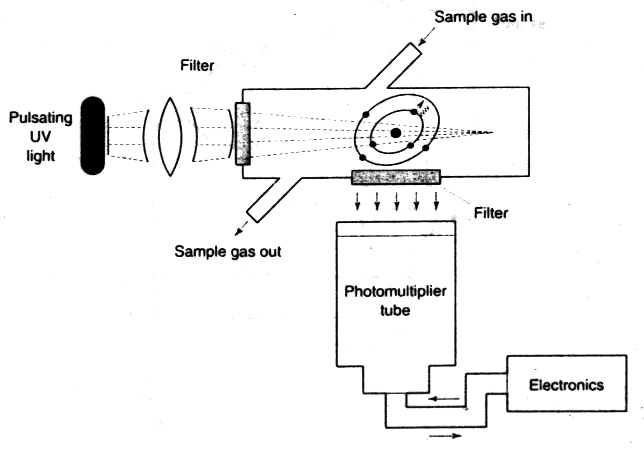 Sample gas in
Filter
Pulsating
UV
light
Filter
Sample gas out
Photomultiplier
tube
Electronics